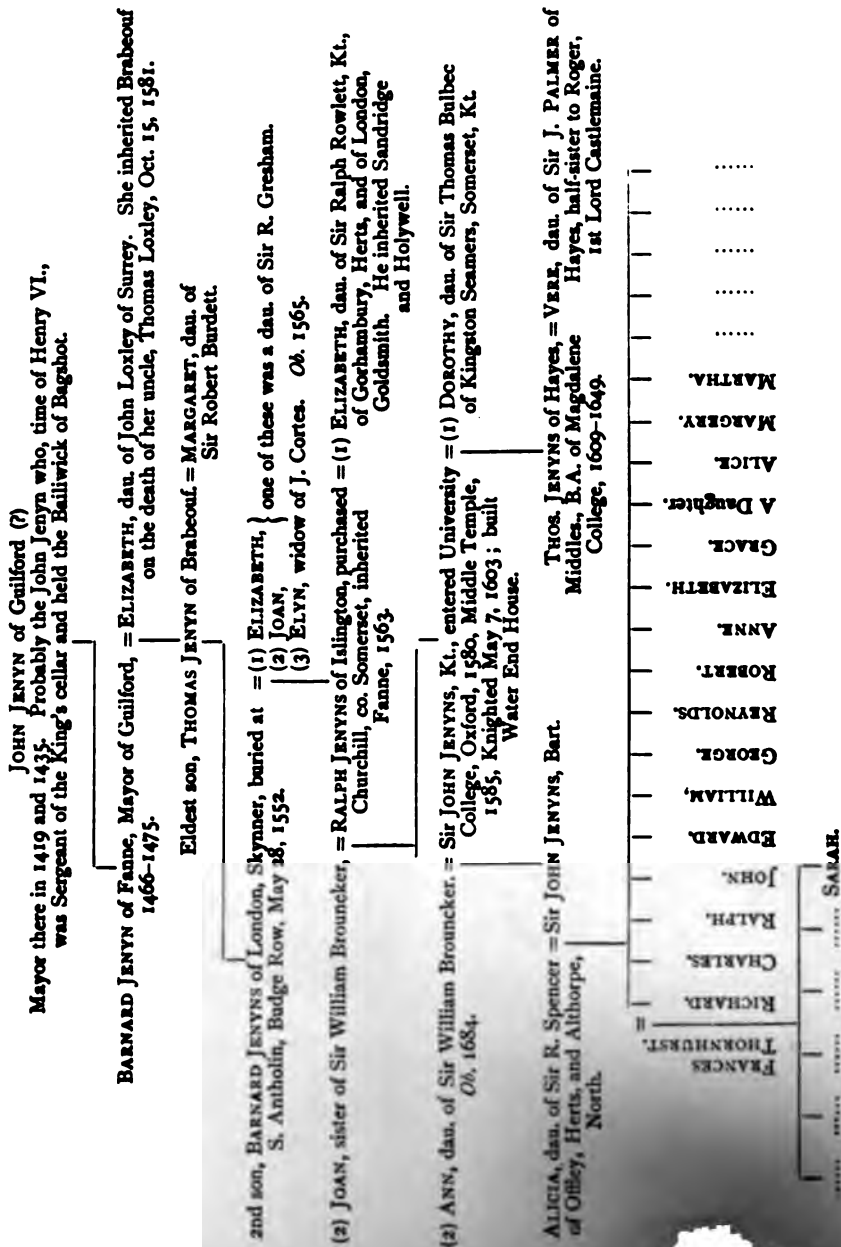 JOHN JENYN of Guilford (?)
Mayor there in 1419 and 1435. Probably the John Jenyn who, time of Henry VI.,
was Sergeant of the King's cellar and held the Bailiwick of Bagshot.
BARNARD JENYN of Fanne, Mayor of Guilford, = ELIZABETH, dau. of John Loxley of Surrey. She inherited Brabeouf
1466–1475. on the death of her uncle, Thomas Loxley, Oct. 15, 1581.
Eldest son, THOMAS JENYN of Brabeouf. = MARGARET, dau. of
Sir Robert Burdett.
2nd son, BARNARD JENYNS of London, Skynner, buried at = (1) ELIZABETH, } one of these was a dau. of Sir R. Gresham.
S. Antholin, Budge Row, May 28, 1552. (2) JOAN,
(3) ELYN, widow of J. Cortes. Ob. 1565.
(2) JOAN, sister of Sir William Brouncker, = RALPH JENYNS of Islington, purchased = (1) ELIZABETH, dau. of Sir Ralph Rowlett, Kt.,
Churchill, co. Somerset, inherited of Gorhambury, Herts, and of London,
Fanne, 1563. Goldsmith. He inherited Sandridge
and Holywell.
(2) ANN, dau. of Sir William Brouncker. = Sir JOHN JENYNS, Kt., entered University = (1) DOROTHY, dau. of Sir Thomas Bulbec
Ob. 1684. College, Oxford, 1580, Middle Temple, of Kingston Seamers, Somerset, Kt.
1585, Knighted May 7, 1603; built
Water End House.
ALICIA, dau. of Sir R. Spencer = Sir JOHN JENYNS, Bart. THOS. JENYNS of Hayes, = VERE, dau. of Sir J. PALMER of
of Offley, Herts, and Althorpe, Middles., B.A. of Magdalene Hayes, half-sister to Roger,
North. College, 1609–1649. 1st Lord Castlemaine.
FRANCES
THORNHURST.
=
RICHARD.
CHARLES.
RALPH.
JOHN.
EDWARD.
WILLIAM,
GEORGE.
REYNOLDS.
ROBERT.
ANNE.
ELIZABETH.
GRACE.
A Daughter.
ALICE.
MARGERY.
MARTHA.
......
......
......
......
......
...... ...... ...... ...... ...... SARAH.